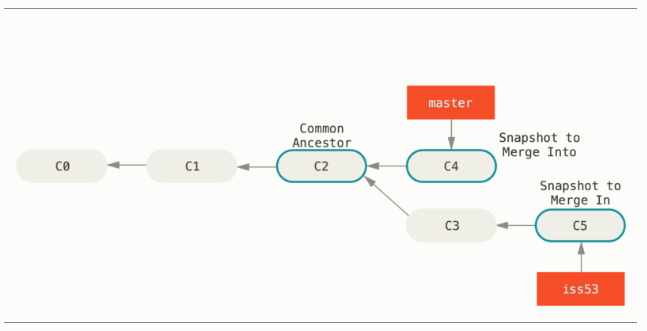 master
Common
Ancestor
Snapshot to
Merge Into
C0
C1
C2
C4
Snapshot to
Merge In
C3
C5
iss53